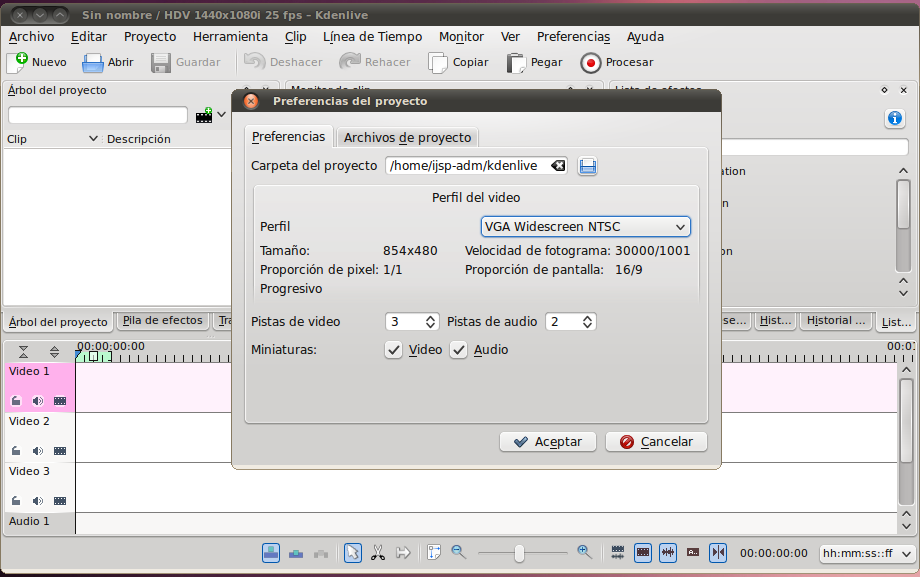 Sin nombre / HDV 1440x1080i 25 fps - Kdenlive
Archivo Editar Proyecto Herramienta Clip Línea de Tiempo Monitor Ver Preferencias Ayuda
Nuevo Abrir Guardar Deshacer Rehacer Copiar Pegar Procesar
Árbol del proyecto
Clip Descripción
Preferencias del proyecto
Preferencias Archivos de proyecto
Carpeta del proyecto /home/ijsp-adm/kdenlive
Perfil del video
Perfil VGA Widescreen NTSC
Tamaño: 854x480 Velocidad de fotograma: 30000/1001
Proporción de pixel: 1/1 Proporción de pantalla: 16/9
Progresivo
Pistas de video 3 Pistas de audio 2
Miniaturas: Video Audio
Aceptar Cancelar
Árbol del proyecto Pila de efectos Hist... Historial ... List...
00:00:00:00
Video 1
Video 2
Video 3
Audio 1
00:00:00:00 hh:mm:ss::ff